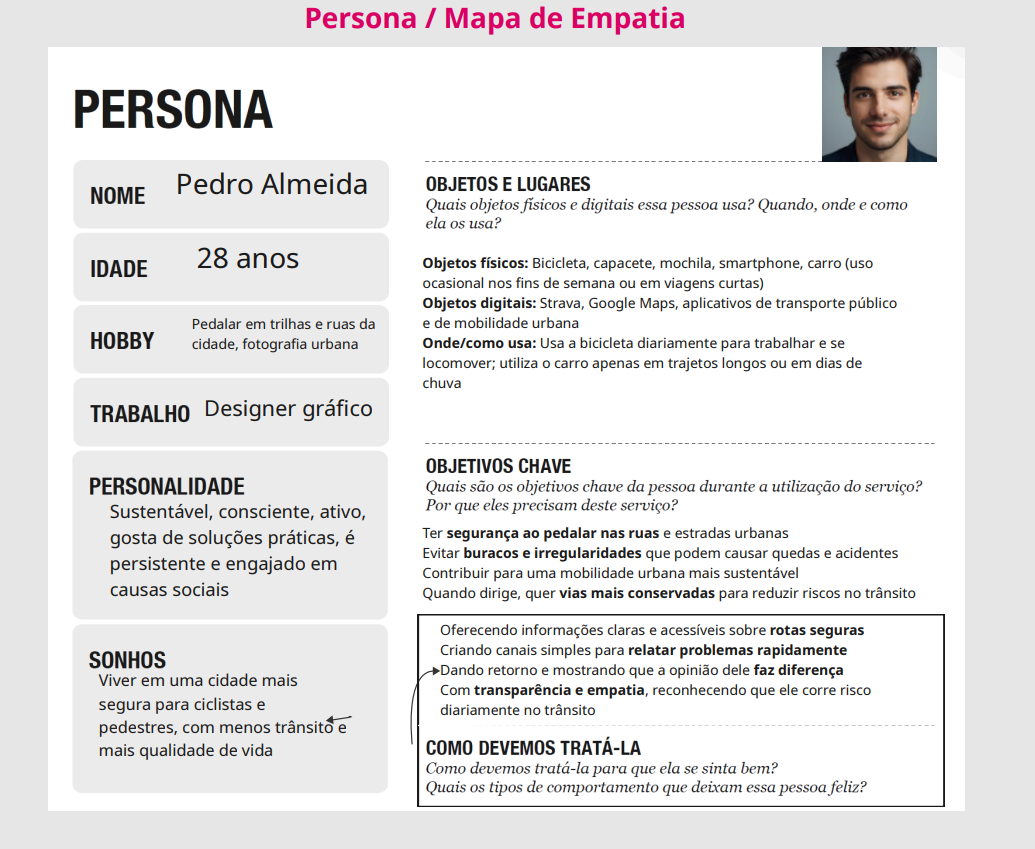 Persona / Mapa de Empatia
PERSONA
NOME
Pedro Almeida
IDADE
28 anos
HOBBY
Pedalar em trilhas e ruas da
cidade, fotografia urbana
TRABALHO
Designer gráfico
PERSONALIDADE
Sustentável, consciente, ativo,
gosta de soluções práticas, é
persistente e engajado em
causas sociais
SONHOS
Viver em uma cidade mais
segura para ciclistas e
pedestres, com menos trânsito e
mais qualidade de vida
OBJETOS E LUGARES
Quais objetos físicos e digitais essa pessoa usa? Quando, onde e como
ela os usa?
Objetos físicos: Bicicleta, capacete, mochila, smartphone, carro (uso
ocasional nos fins de semana ou em viagens curtas)
Objetos digitais: Strava, Google Maps, aplicativos de transporte público
e de mobilidade urbana
Onde/como usa: Usa a bicicleta diariamente para trabalhar e se
locomover; utiliza o carro apenas em trajetos longos ou em dias de
chuva
OBJETIVOS CHAVE
Quais são os objetivos chave da pessoa durante a utilização do serviço?
Por que eles precisam deste serviço?
Ter segurança ao pedalar nas ruas e estradas urbanas
Evitar buracos e irregularidades que podem causar quedas e acidentes
Contribuir para uma mobilidade urbana mais sustentável
Quando dirige, quer vias mais conservadas para reduzir riscos no trânsito
Oferecendo informações claras e acessíveis sobre rotas seguras
Criando canais simples para relatar problemas rapidamente
Dando retorno e mostrando que a opinião dele faz diferença
Com transparência e empatia, reconhecendo que ele corre risco
diariamente no trânsito
COMO DEVEMOS TRATÁ-LA
Como devemos tratá-la para que ela se sinta bem?
Quais os tipos de comportamento que deixam essa pessoa feliz?